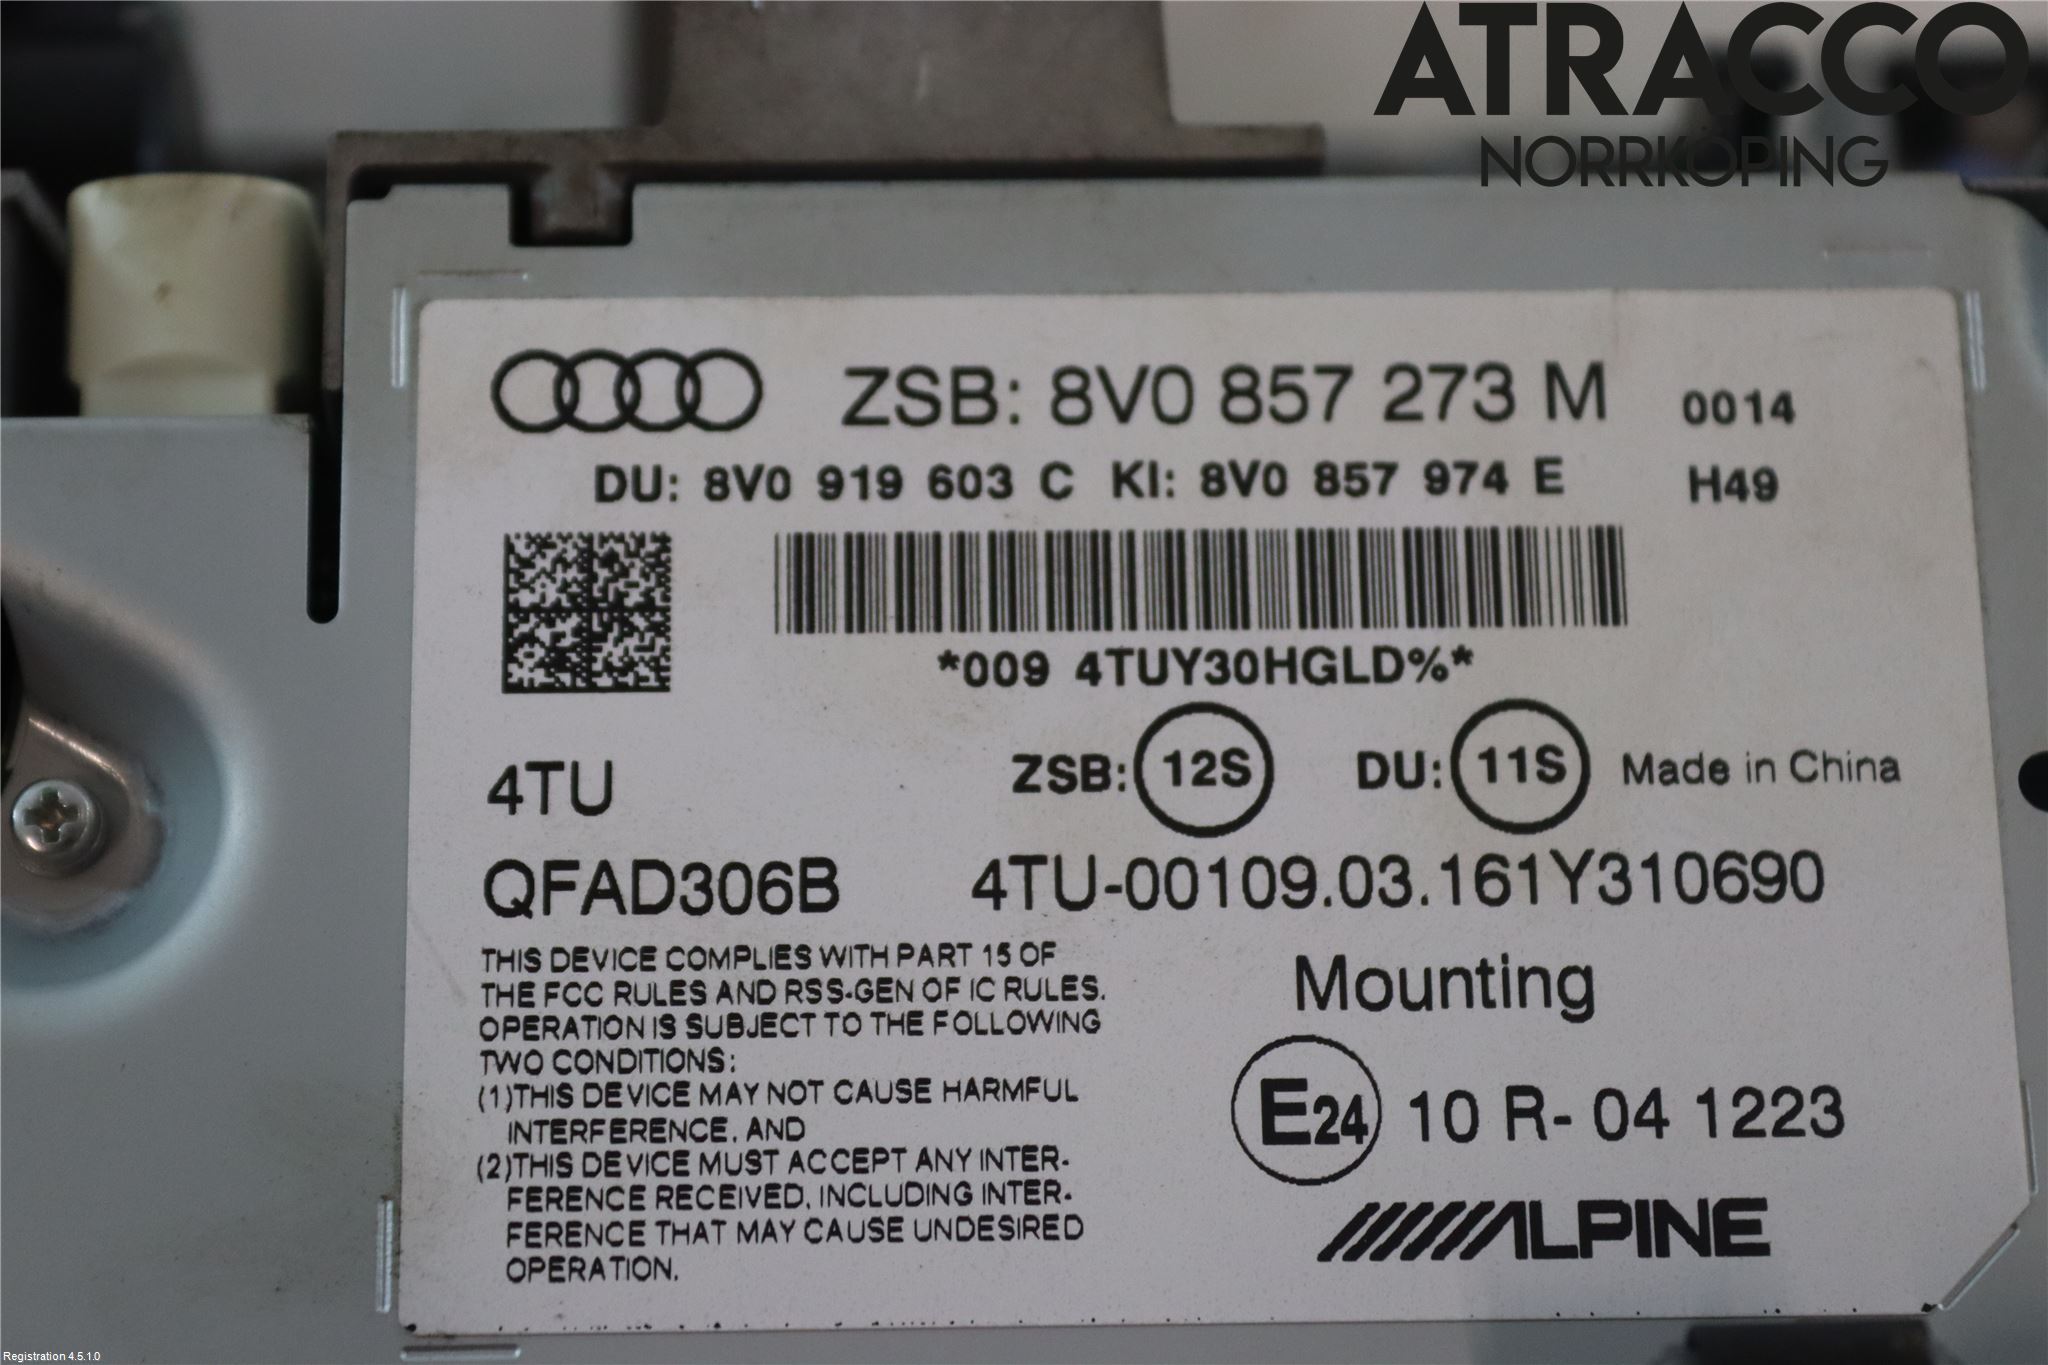 ATRACCO
NORRKÖPING
ZSB: 8V0 857 273 M 0014
DU: 8V0 919 603 C KI: 8V0 857 974 E H49
*009 4TUY30HGLD%*
4TU ZSB: 12S DU: 11S Made in China
QFAD306B 4TU-00109.03.161Y310690
THIS DEVICE COMPLIES WITH PART 15 OF
THE FCC RULES AND RSS-GEN OF IC RULES.
OPERATION IS SUBJECT TO THE FOLLOWING
TWO CONDITIONS:
(1)THIS DEVICE MAY NOT CAUSE HARMFUL
INTERFERENCE, AND
(2)THIS DEVICE MUST ACCEPT ANY INTER-
FERENCE RECEIVED, INCLUDING INTER-
FERENCE THAT MAY CAUSE UNDESIRED
OPERATION.
Mounting
E24 10 R- 04 1223
ALPINE
Registration 4.5.1.0